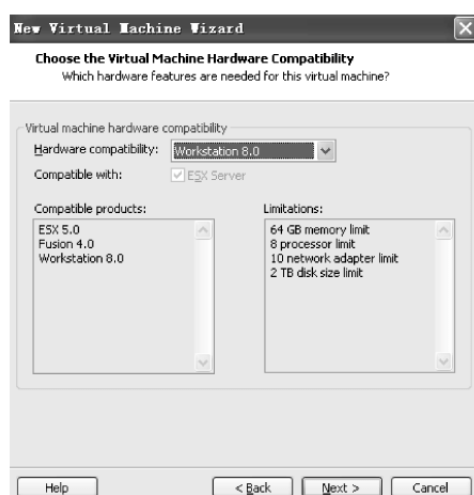 New Virtual Machine Wizard
Choose the Virtual Machine Hardware Compatibility
Which hardware features are needed for this virtual machine?
Virtual machine hardware compatibility
Hardware compatibility:
Workstation 8.0
Compatible with:
ESX Server
Compatible products:
ESX 5.0
Fusion 4.0
Workstation 8.0
Limitations:
64 GB memory limit
8 processor limit
10 network adapter limit
2 TB disk size limit
Help
< Back
Next >
Cancel